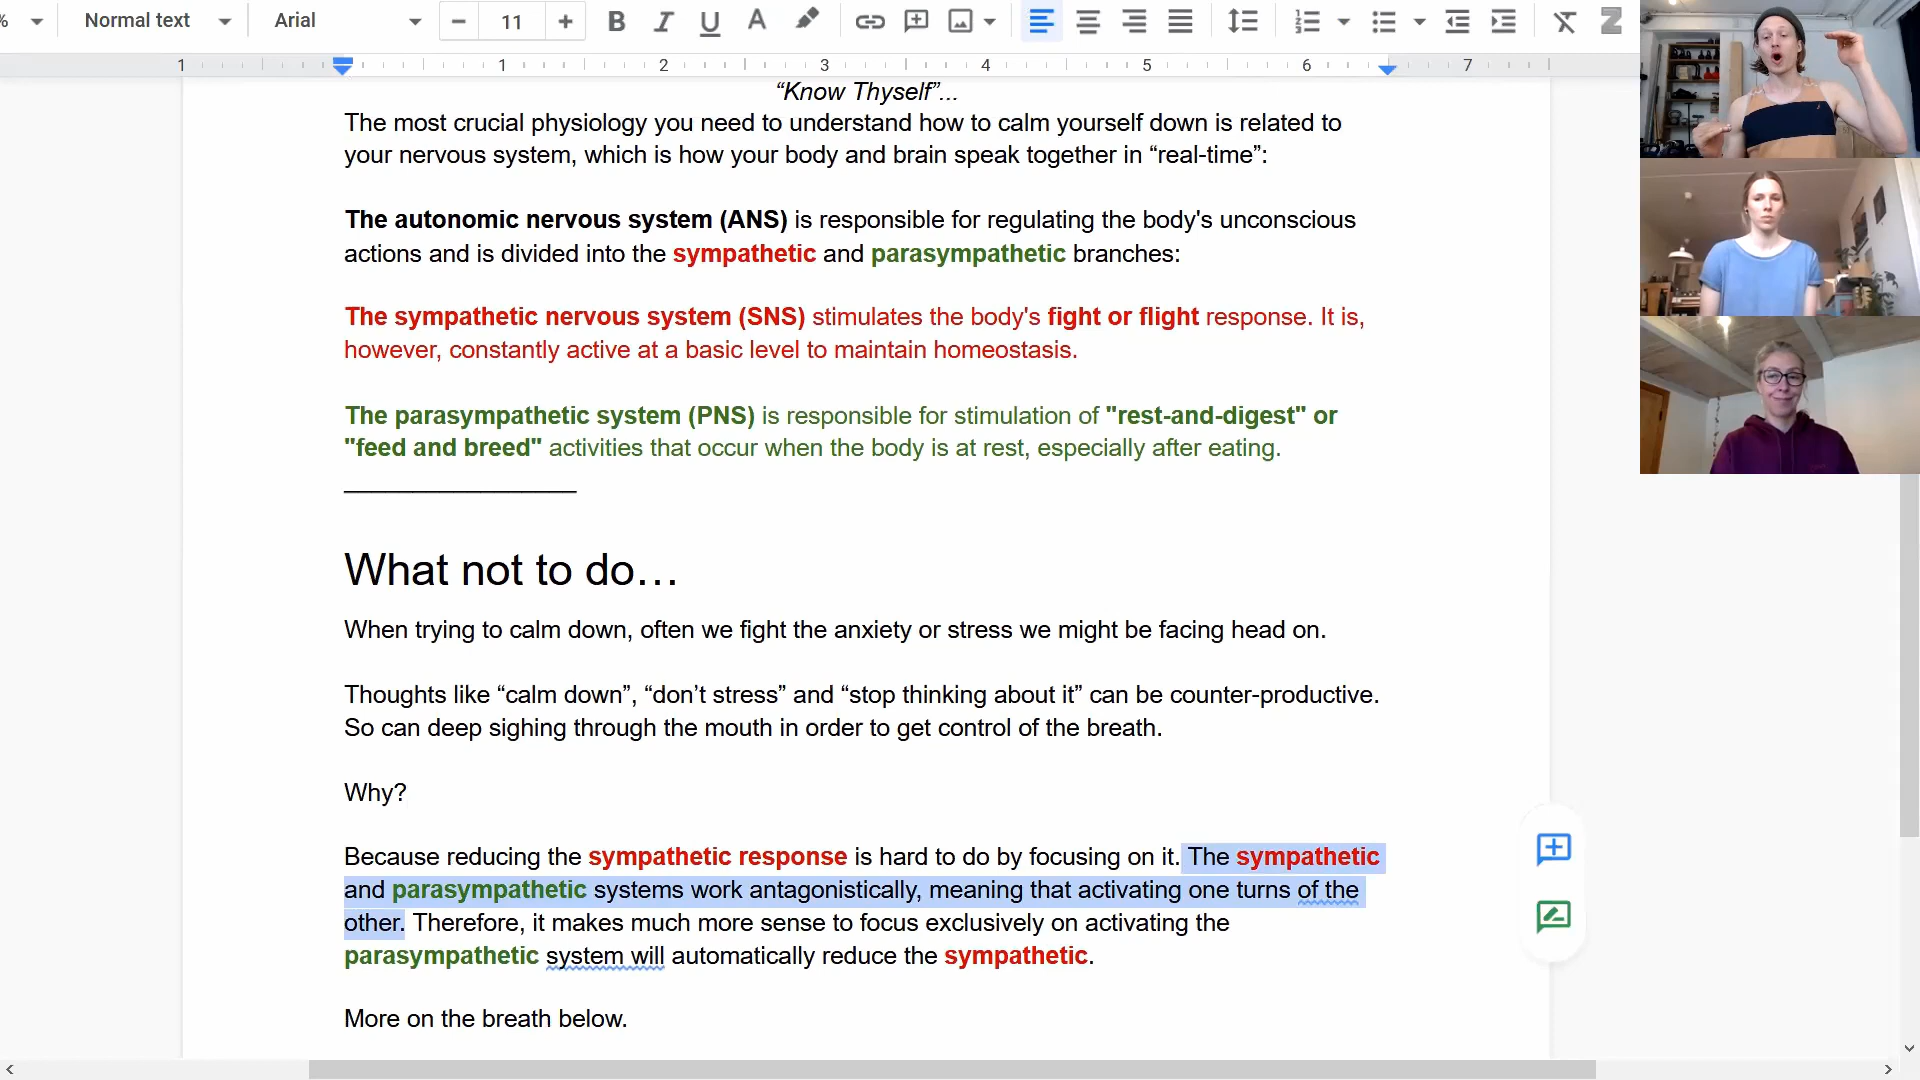 % Normal text Arial − 11 + B I U A
1 1 2 3 4 5 6 7
“Know Thyself”...
The most crucial physiology you need to understand how to calm yourself down is related to
your nervous system, which is how your body and brain speak together in “real-time”:
The autonomic nervous system (ANS) is responsible for regulating the body's unconscious
actions and is divided into the sympathetic and parasympathetic branches:
The sympathetic nervous system (SNS) stimulates the body's fight or flight response. It is,
however, constantly active at a basic level to maintain homeostasis.
The parasympathetic system (PNS) is responsible for stimulation of "rest-and-digest" or
"feed and breed" activities that occur when the body is at rest, especially after eating.
What not to do…
When trying to calm down, often we fight the anxiety or stress we might be facing head on.
Thoughts like “calm down”, “don’t stress” and “stop thinking about it” can be counter-productive.
So can deep sighing through the mouth in order to get control of the breath.
Why?
Because reducing the sympathetic response is hard to do by focusing on it. The sympathetic
and parasympathetic systems work antagonistically, meaning that activating one turns of the
other. Therefore, it makes much more sense to focus exclusively on activating the
parasympathetic system will automatically reduce the sympathetic.
More on the breath below.